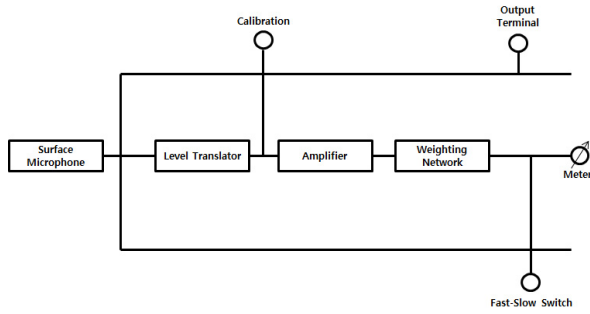 Calibration
Output
Terminal
Surface
Microphone
Level Translator
Amplifier
Weighting
Network
Meter
Fast-Slow Switch